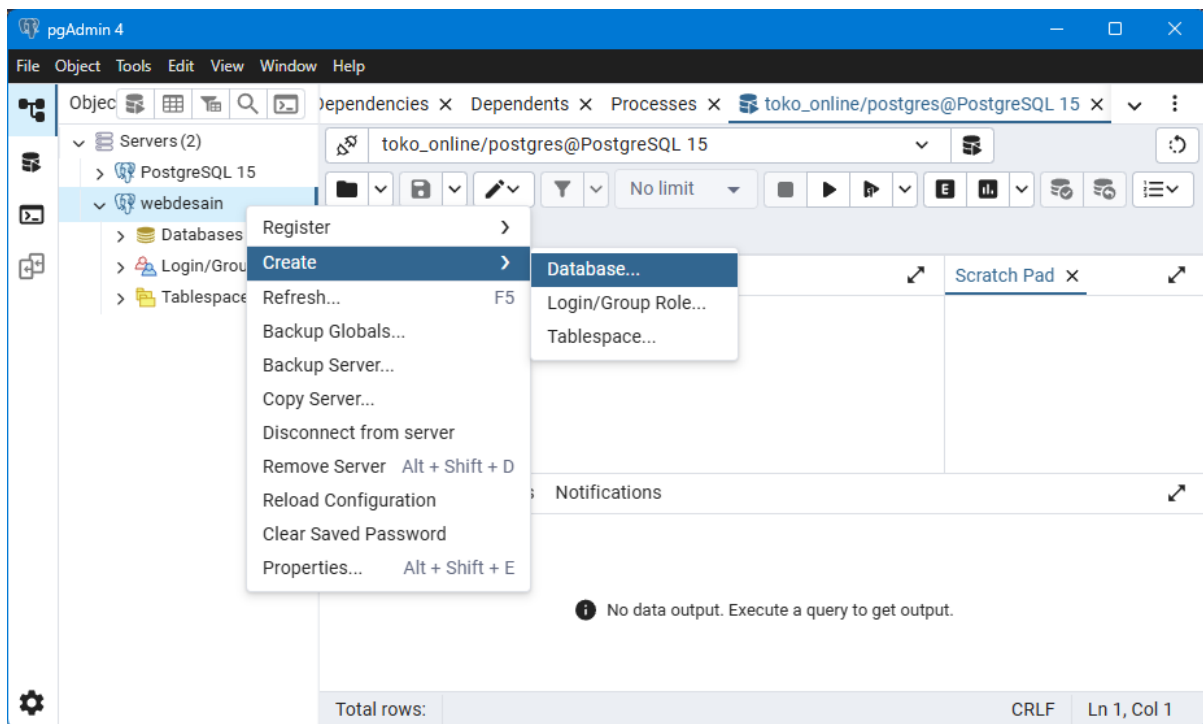 pgAdmin 4
File Object Tools Edit View Window Help
Objec
Servers (2)
PostgreSQL 15
webdesain
Databases
Login/Grou
Tablespace
Register
Create
Refresh... F5
Backup Globals...
Backup Server...
Copy Server...
Disconnect from server
Remove Server Alt + Shift + D
Reload Configuration
Clear Saved Password
Properties... Alt + Shift + E
Database...
Login/Group Role...
Tablespace...
Dependencies Dependents Processes toko_online/postgres@PostgreSQL 15
toko_online/postgres@PostgreSQL 15
No limit
E
Scratch Pad
s Notifications
No data output. Execute a query to get output.
Total rows: CRLF Ln 1, Col 1